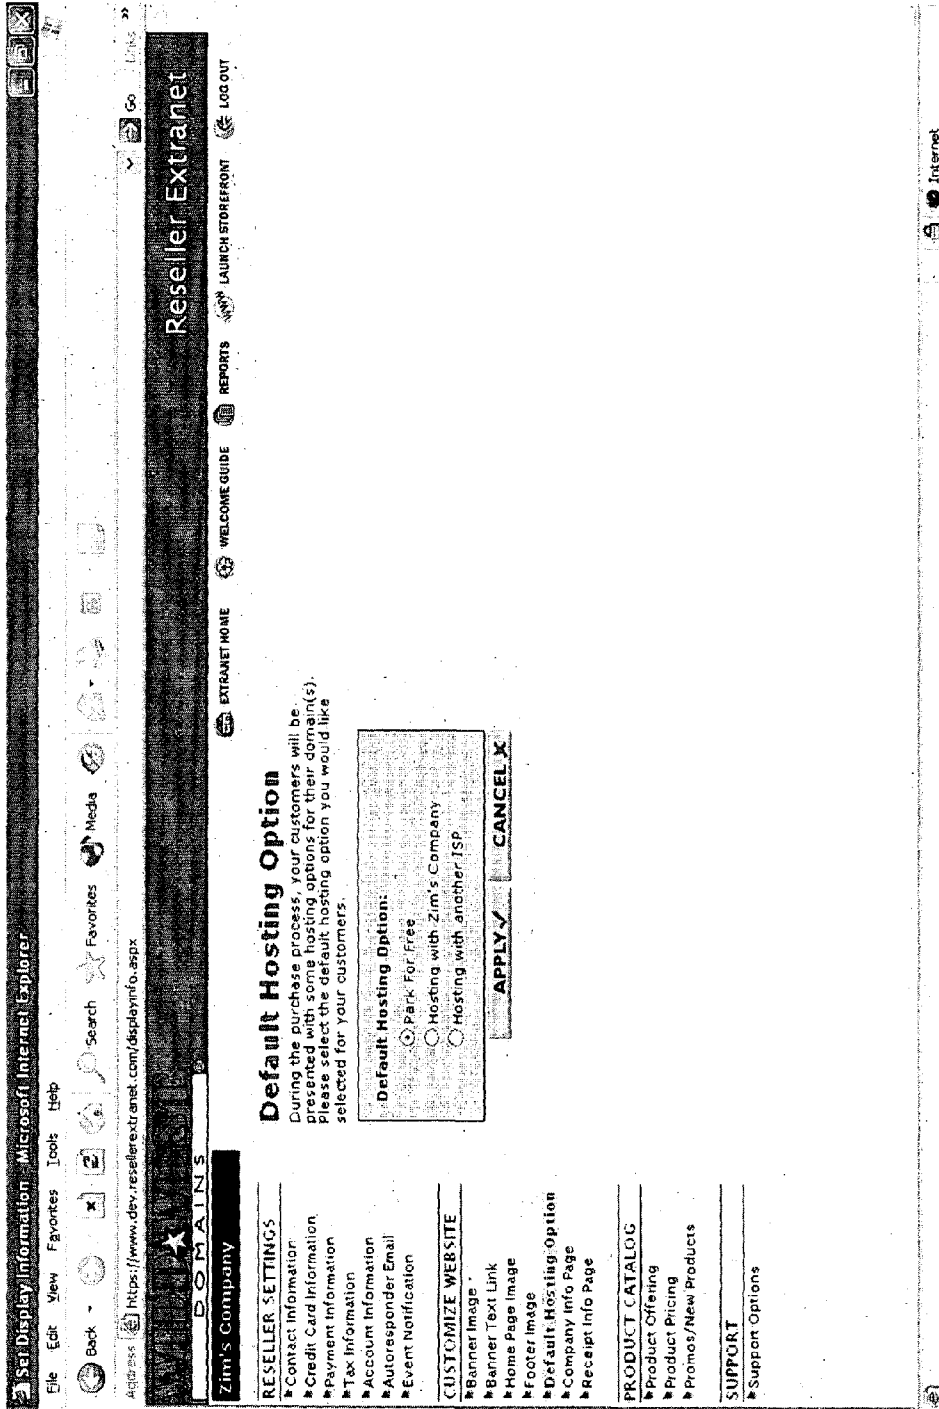 Set Display Information - Microsoft Internet Explorer
File Edit View Favorites Tools Help
Back Search Favorites Media
Address https://www.dev.resellerextranet.com/displayinfo.aspx Go Links »
DOMAINS
Reseller Extranet
Zim's Company
EXTRANET HOME WELCOME GUIDE REPORTS WWW LAUNCH STOREFRONT LOG OUT
RESELLER SETTINGS
Contact Information
Credit Card Information
Payment Information
Tax Information
Account Information
Autoresponder Email
Event Notification
CUSTOMIZE WEBSITE
Banner Image
Banner Text Link
Home Page Image
Footer Image
Default Hosting Option
Company Info Page
Receipt Info Page
PRODUCT CATALOG
Product Offering
Product Pricing
Promos/New Products
SUPPORT
Support Options
Default Hosting Option
During the purchase process, your customers will be
presented with some hosting options for their domain(s).
Please select the default hosting option you would like
selected for your customers.
Default Hosting Option:
Park For Free
Hosting with Zim's Company
Hosting with another ISP
APPLY✓ CANCEL X
Internet